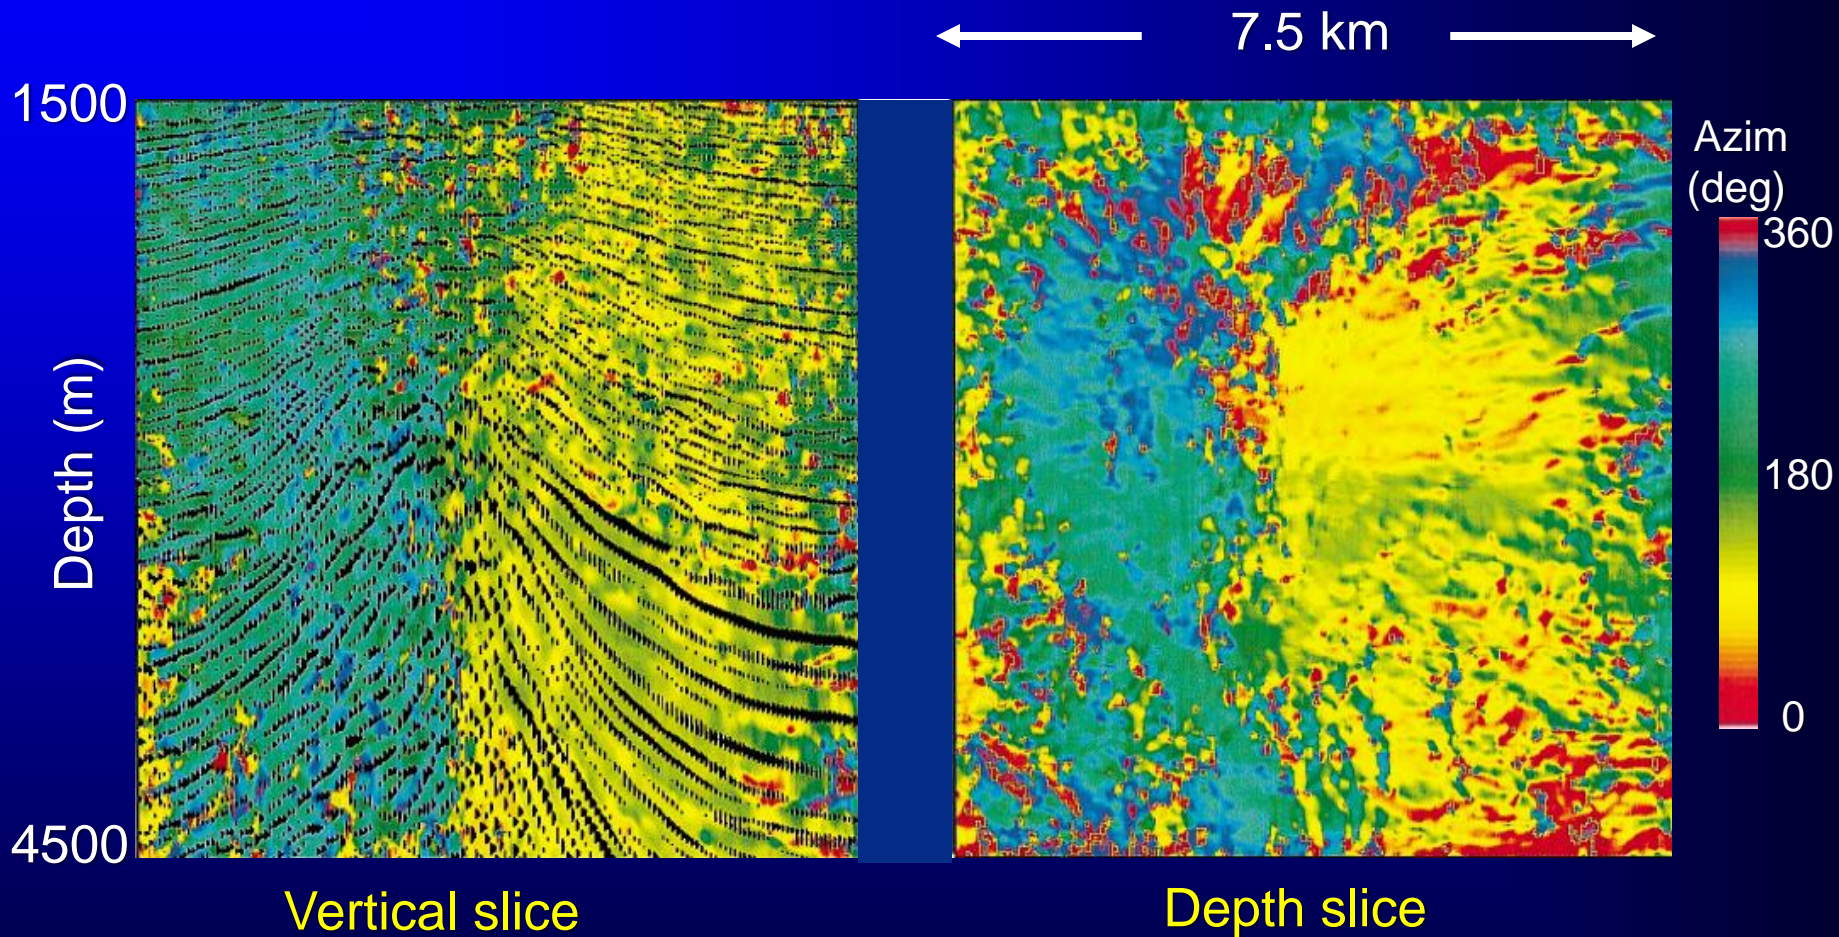 7.5 km
1500
Depth (m)
4500
Azim
(deg)
360
180
0
Vertical slice
Depth slice